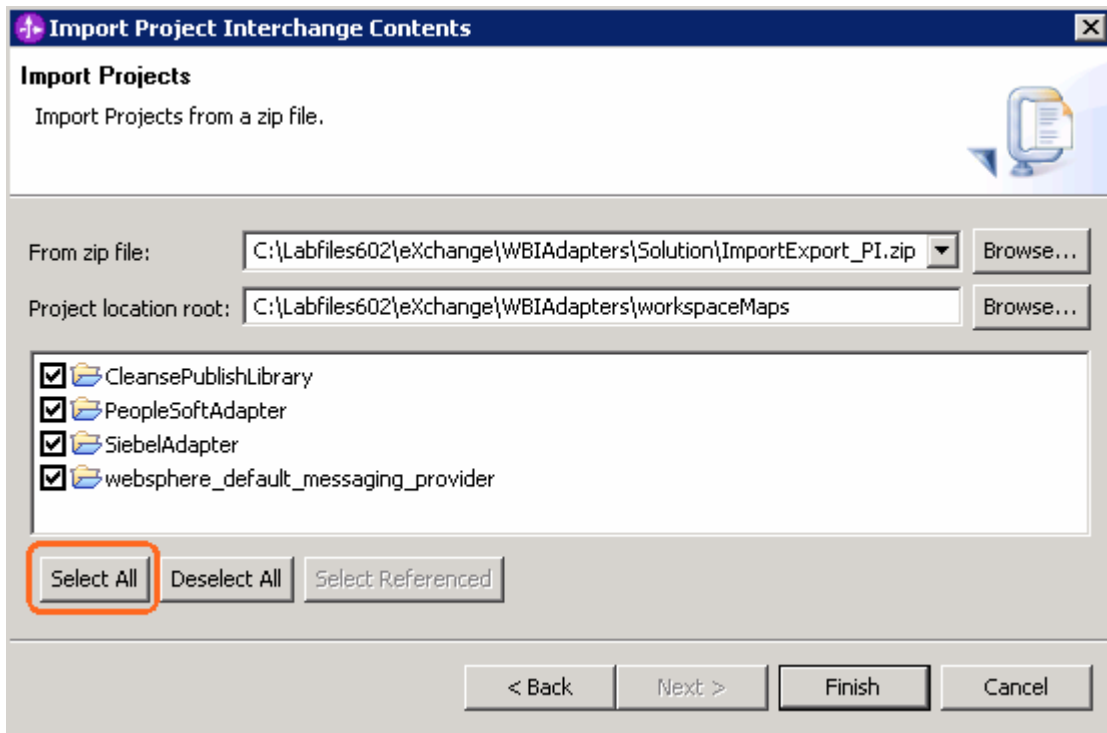 Import Project Interchange Contents
Import Projects
Import Projects from a zip file.
From zip file: C:\Labfiles602\eXchange\WBIAdapters\Solution\ImportExport_PI.zip Browse...
Project location root: C:\Labfiles602\eXchange\WBIAdapters\workspaceMaps Browse...
CleansePublishLibrary
PeopleSoftAdapter
SiebelAdapter
websphere_default_messaging_provider
Select All Deselect All Select Referenced
< Back Next > Finish Cancel